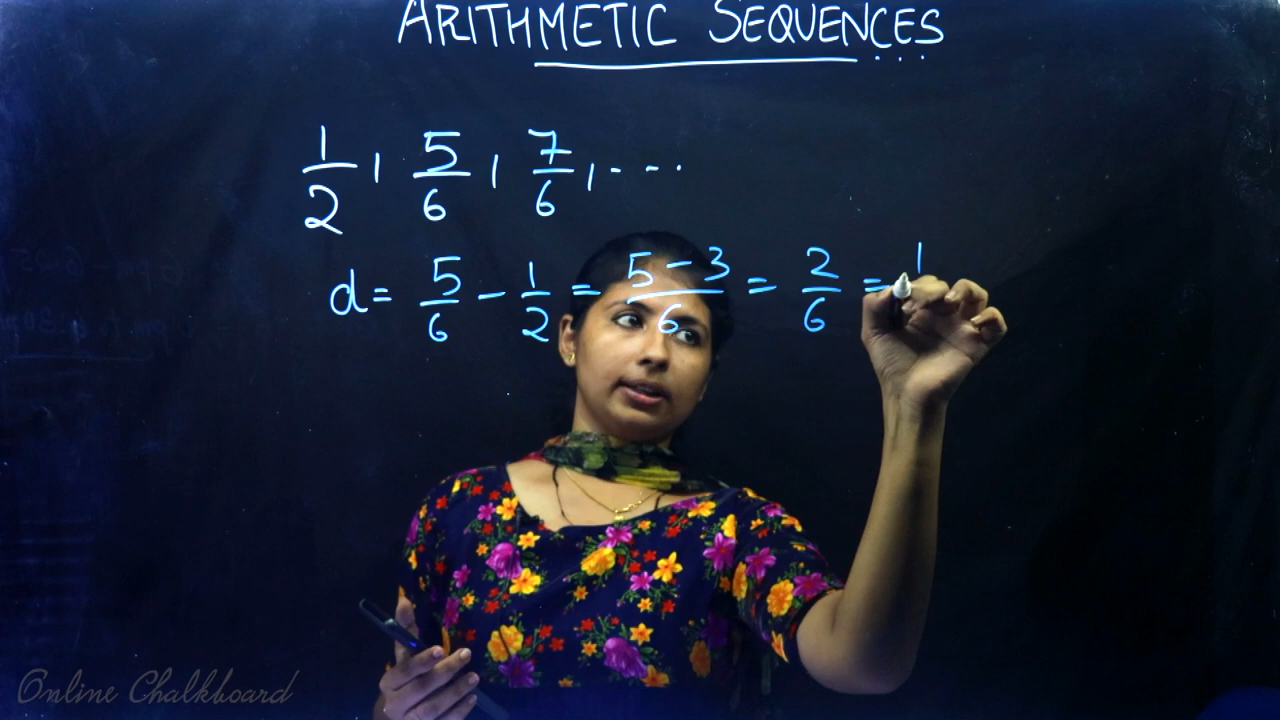 ARITHMETIC SEQUENCES...
1/2, 5/6, 7/6, ....
d = 5/6 - 1/2 = 5-3/6 = 2/6 = 1
Online Chalkboard